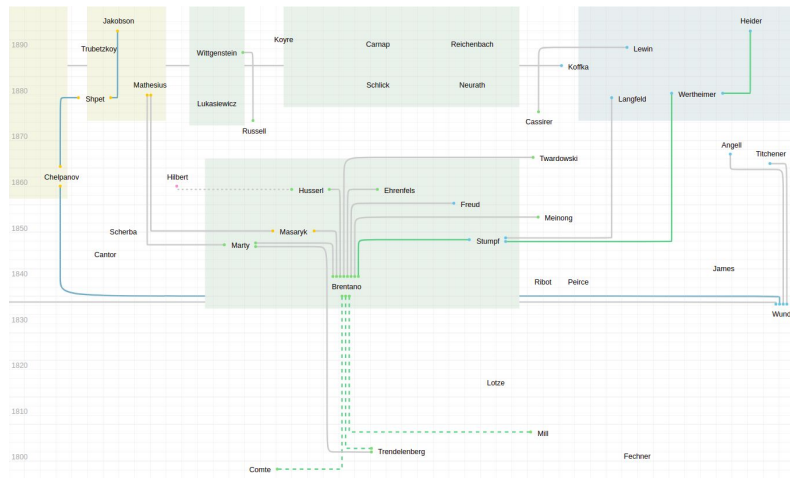 Jakobson
Heider
1890
Trubetzkoy
Wittgenstein
Koyre
Carnap
Reichenbach
Lewin
Koffka
1880
Shpet
Mathesius
Lukasiewicz
Schlick
Neurath
Langfeld
Wertheimer
Russell
Cassirer
1870
Angell
Titchener
Twardowski
Chelpanov
1860
Hilbert
Husserl
Ehrenfels
Freud
Meinong
1850
Scherba
Masaryk
Marty
Stumpf
Cantor
1840
Brentano
Ribot
Peirce
James
1830
Wund
1820
Lotze
1810
Mill
1800
Comte
Trendelenberg
Fechner